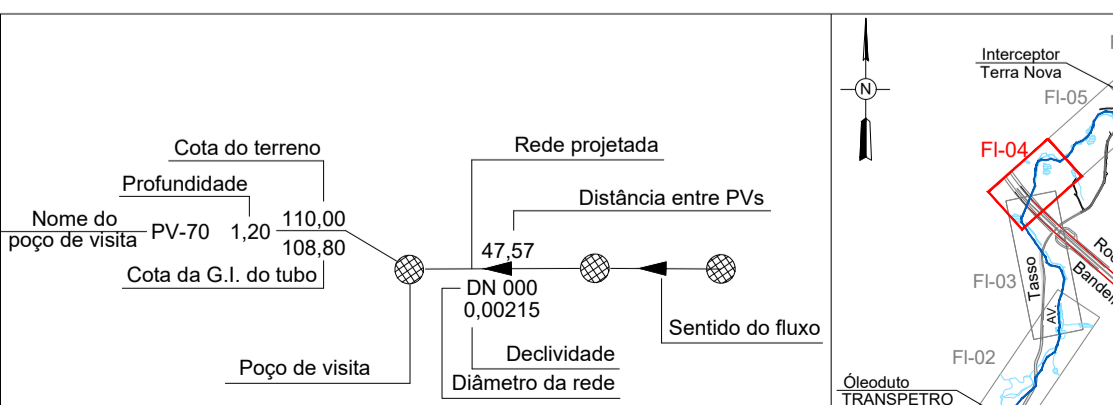 Cota do terreno
Profundidade
Nome do
poço de visita
PV-70
1,20
110,00
108,80
Cota da G.I. do tubo
Rede projetada
Distância entre PVs
47,57
DN 000
0,00215
Sentido do fluxo
Declividade
Diâmetro da rede
Poço de visita
N
Interceptor
Terra Nova
FI-05
FI-04
FI-03
Tasso
AV.
FI-02
Óleoduto
TRANSPETRO